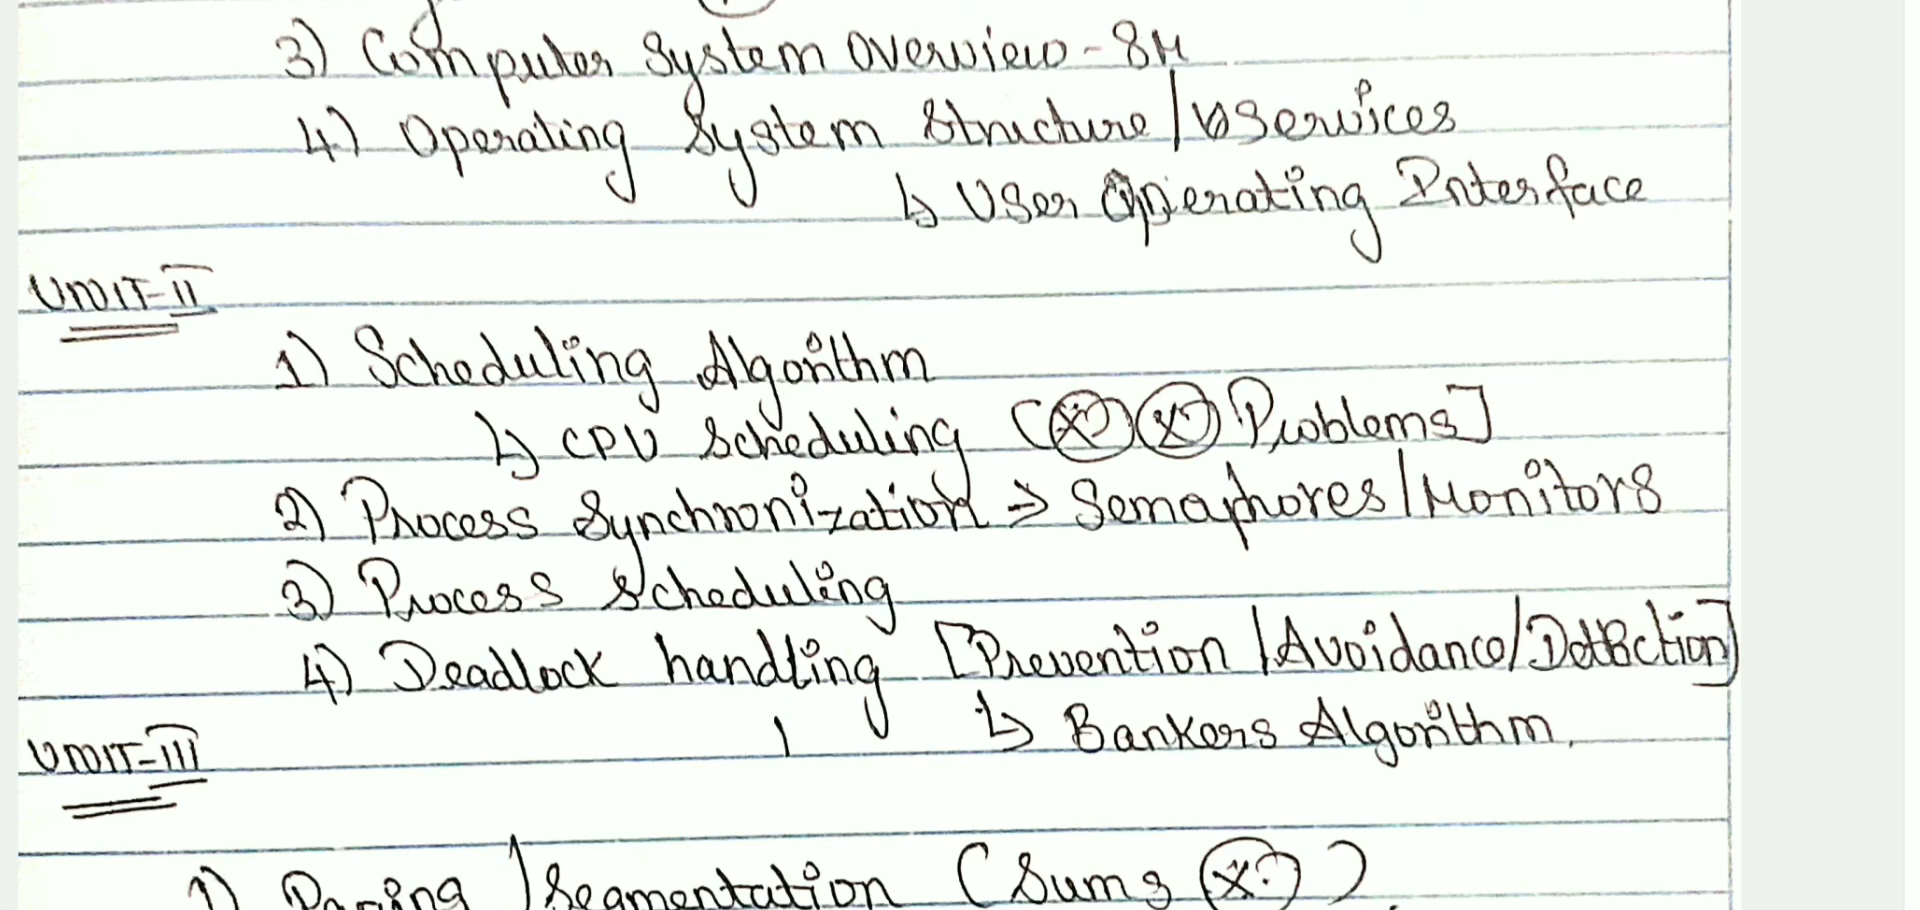 3) Computer System Overview - 8M
4) Operating System Structure / Services
↳ User Operating Interface
UNIT-II
1) Scheduling Algorithm
↳ CPU Scheduling [Problems]
2) Process Synchronization ⇒ Semaphores / Monitors
3) Process Scheduling
4) Deadlock handling [Prevention / Avoidance / Detection]
↳ Bankers Algorithm.
UNIT-III
1) Paging / Segmentation (Sums)